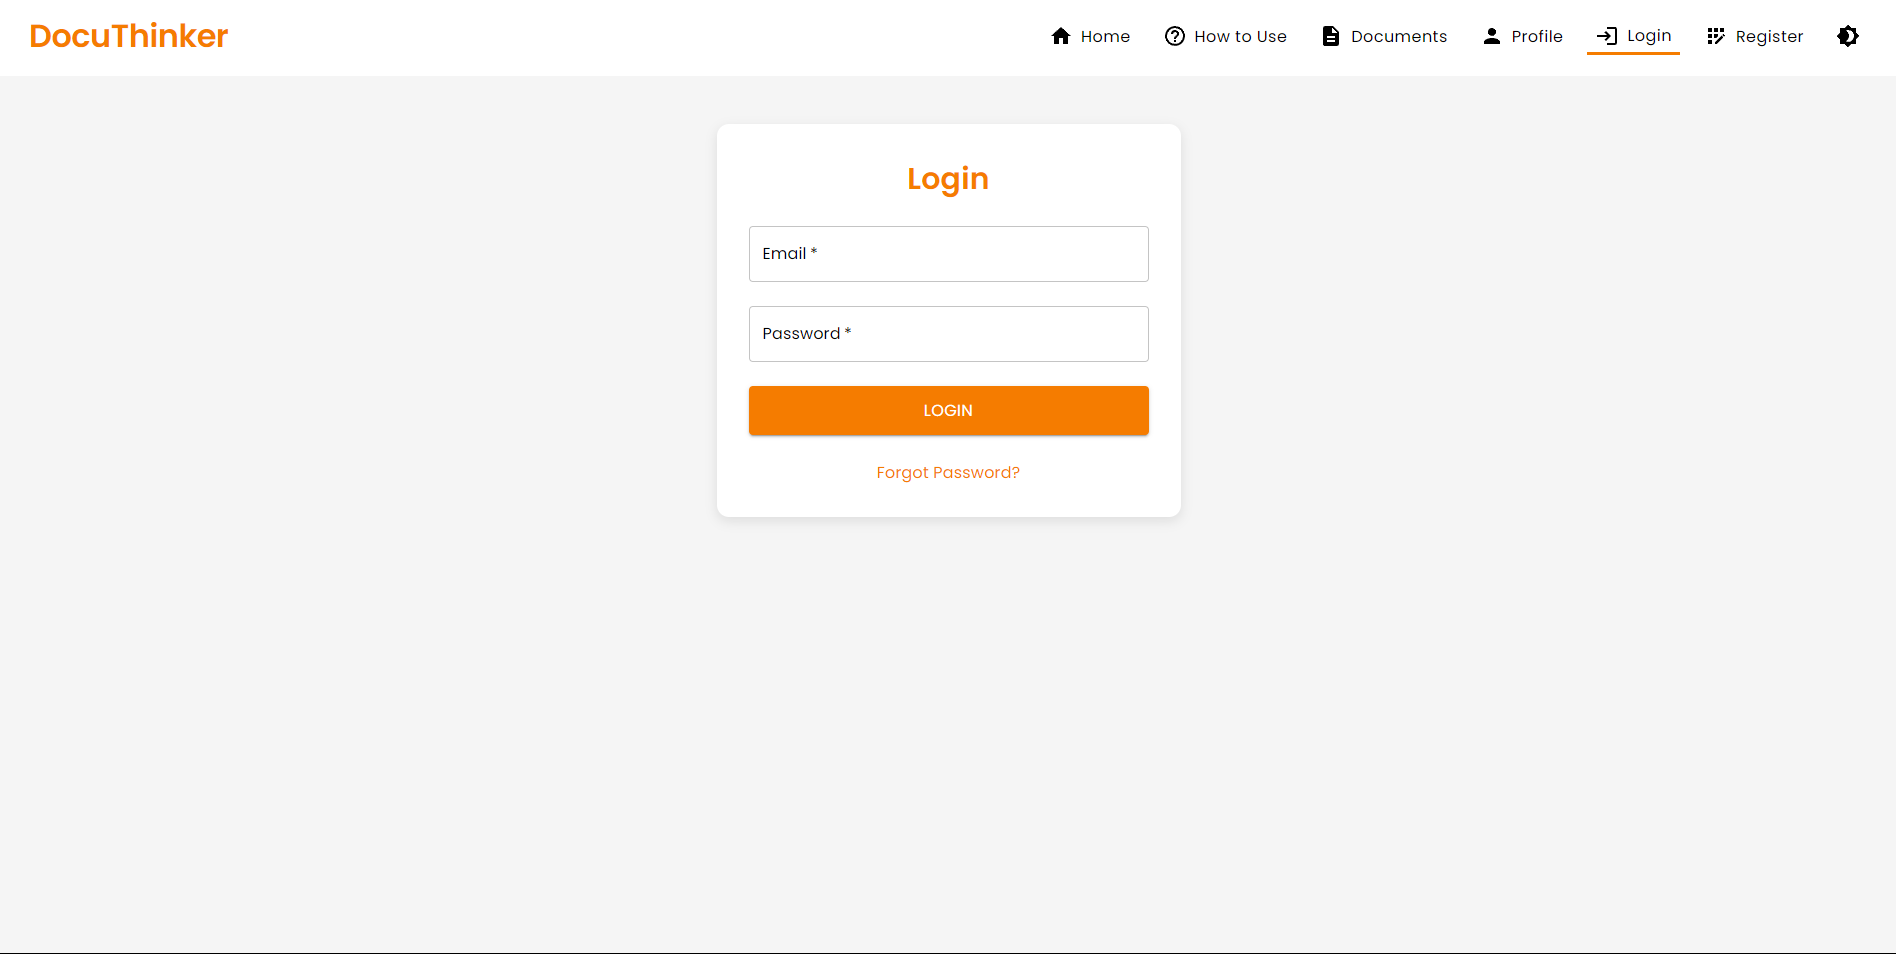 DocuThinker
Home How to Use Documents Profile Login Register
Login
Email *
Password *
LOGIN
Forgot Password?